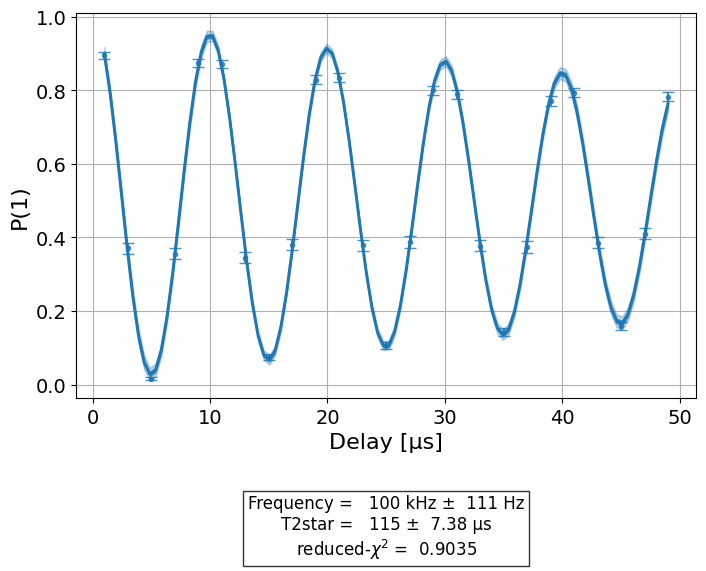 1.0
0.8
0.6
0.4
0.2
0.0
P(1)
0 10 20 30 40 50
Delay [μs]
Frequency = 100 kHz ± 111 Hz
T2star = 115 ± 7.38 μs
reduced-χ² = 0.9035